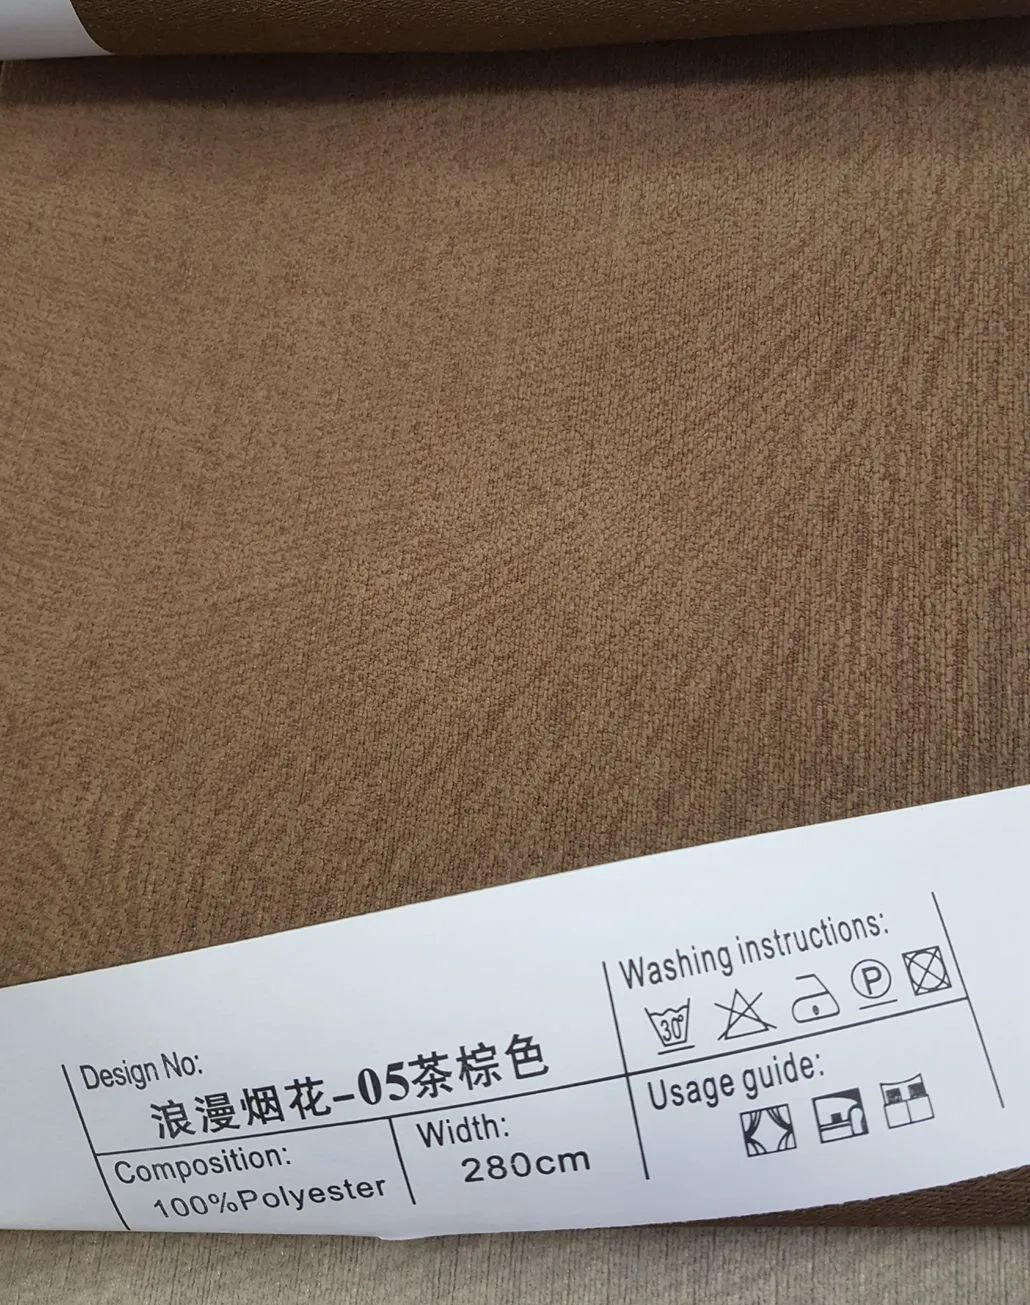 Design No:
浪漫烟花-05茶棕色
Composition:
100%Polyester
Width:
280cm
Washing instructions:
30°
P
Usage guide: